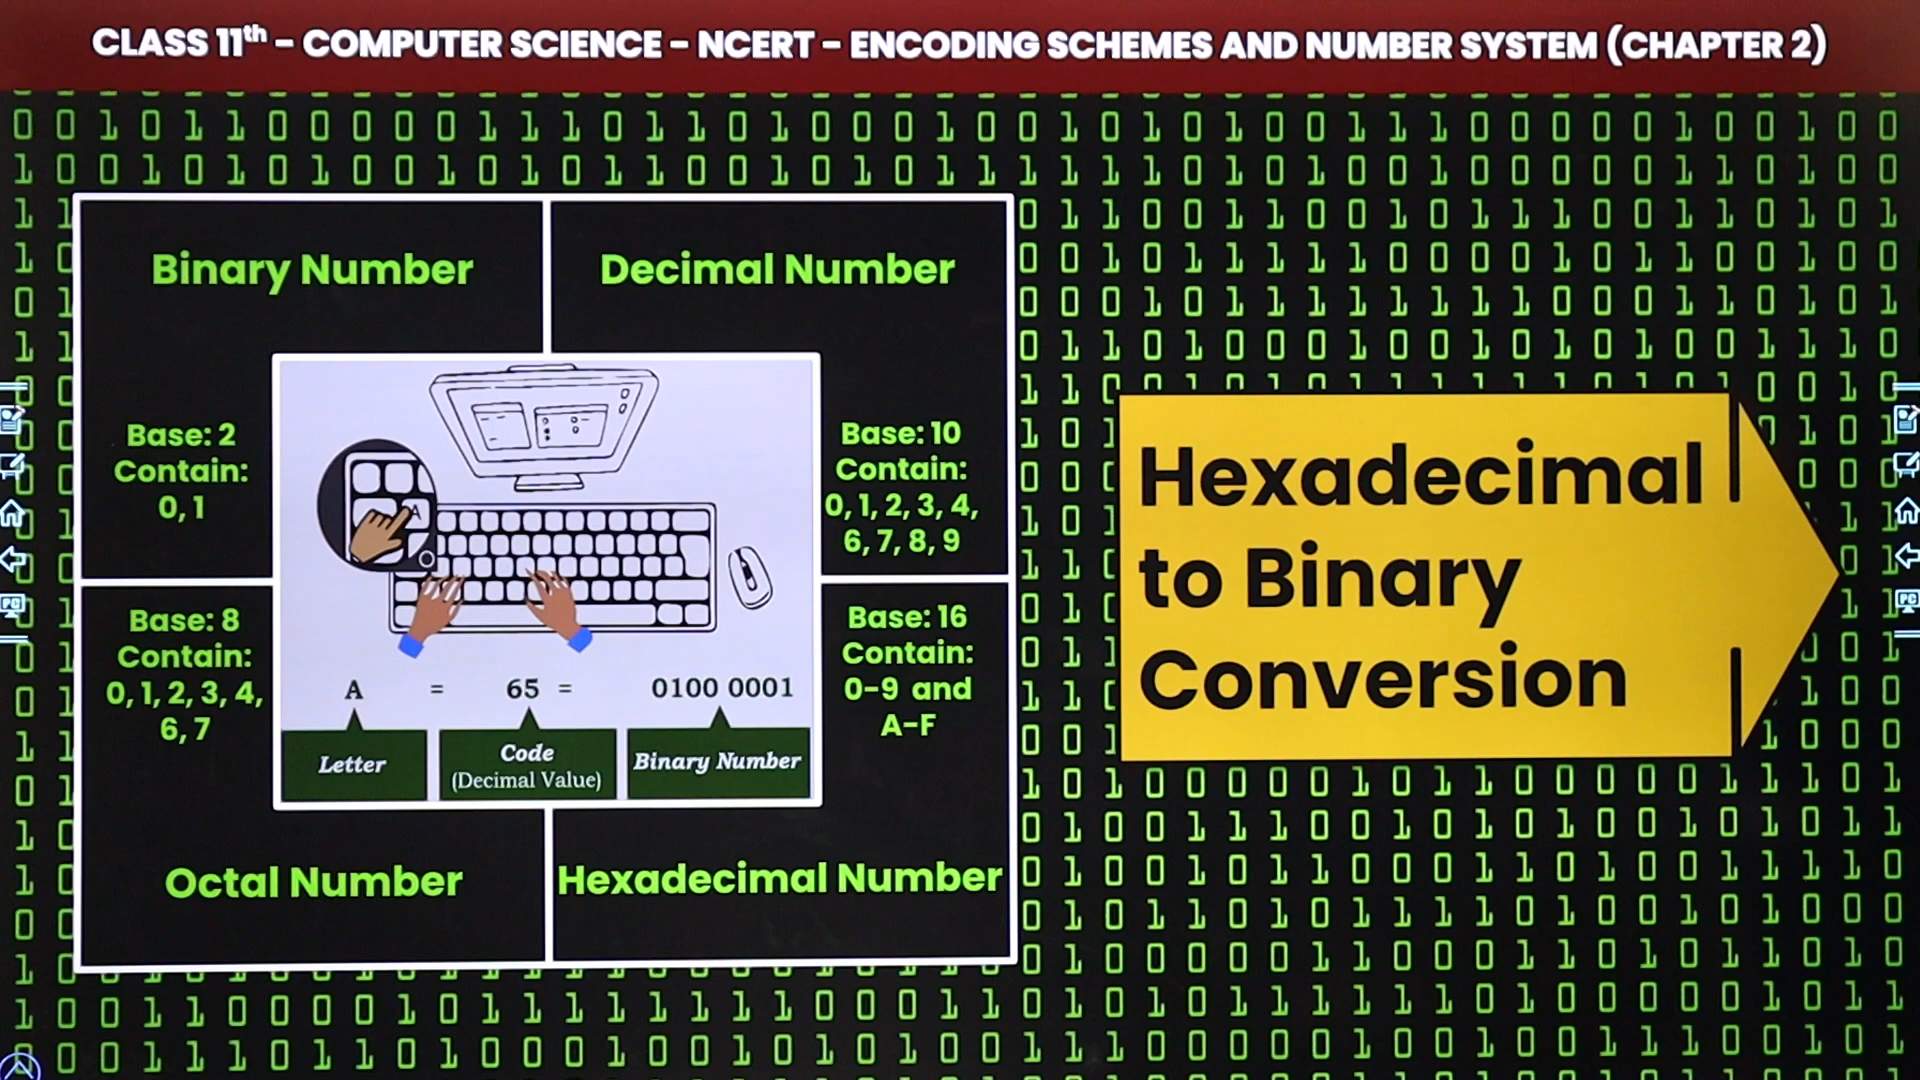 CLASS 11th - COMPUTER SCIENCE - NCERT - ENCODING SCHEMES AND NUMBER SYSTEM (CHAPTER 2)
Binary Number
Decimal Number
Base: 2
Contain:
0, 1
Base: 10
Contain:
0, 1, 2, 3, 4,
6, 7, 8, 9
Hexadecimal
to Binary
Conversion
A
Base: 8
Contain:
0, 1, 2, 3, 4,
6, 7
Base: 16
Contain:
0-9 and
A-F
A = 65 = 0100 0001
Letter
Code
(Decimal Value)
Binary Number
Octal Number
Hexadecimal Number
PC
PC